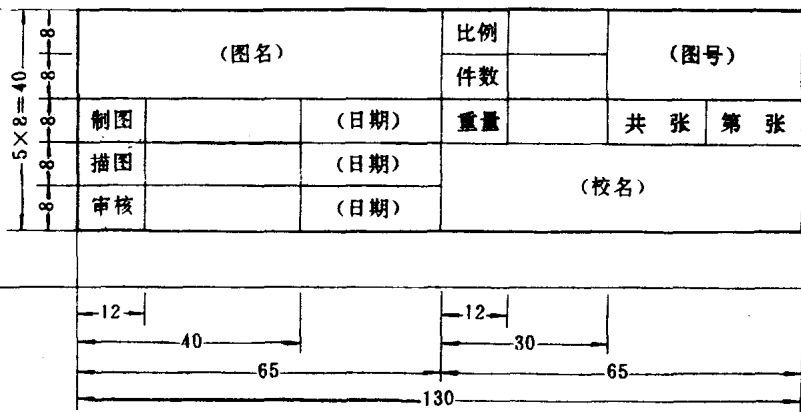 (图名) 比例 (图号)
件数
制图 (日期) 重量 共 张 第 张
描图 (日期) (校名)
审核 (日期)
8
8
8
8
8
5×8=40
12 12
40 30
65 65
130